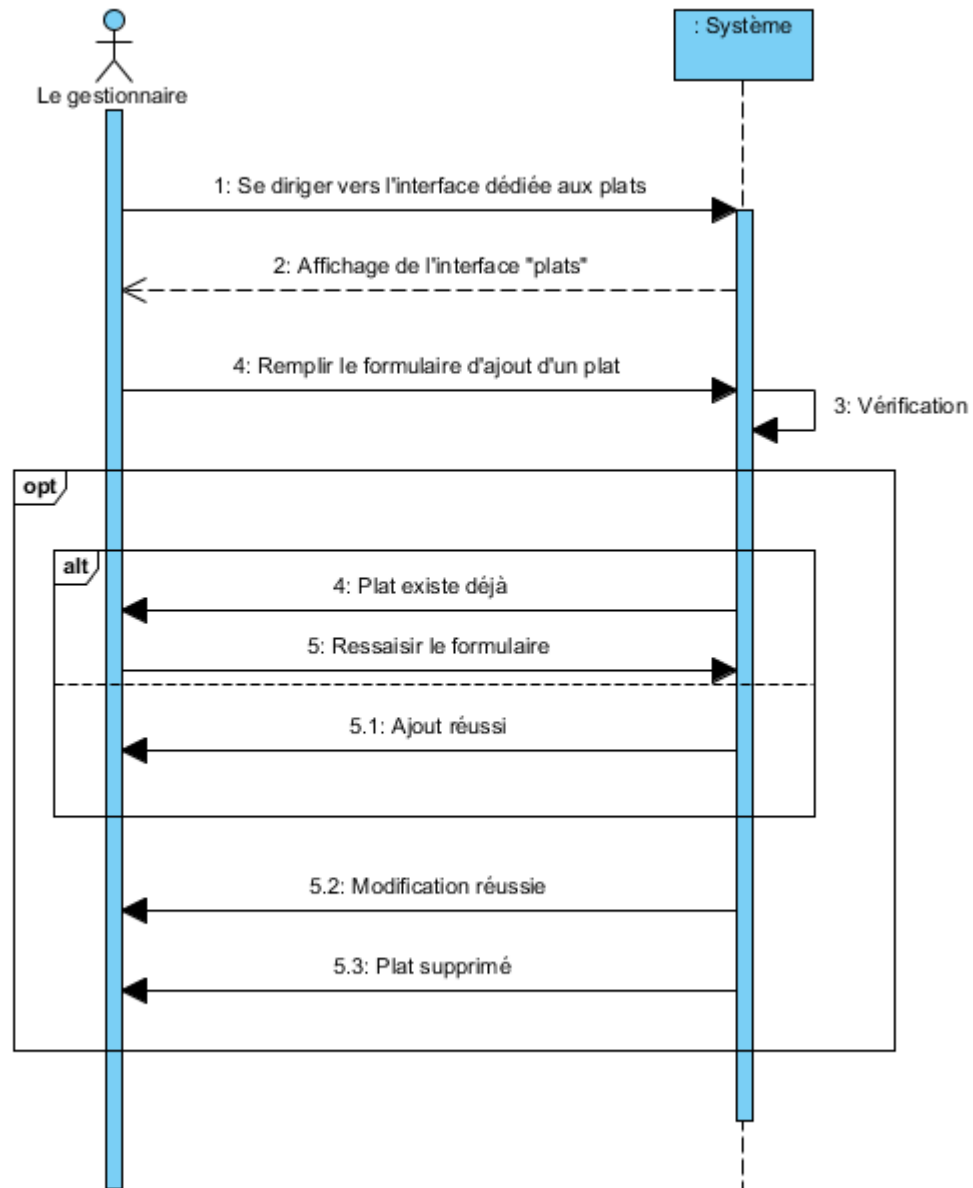 : Système
Le gestionnaire
1: Se diriger vers l'interface dédiée aux plats
2: Affichage de l'interface "plats"
4: Remplir le formulaire d'ajout d'un plat
3: Vérification
opt
alt
4: Plat existe déjà
5: Ressaisir le formulaire
5.1: Ajout réussi
5.2: Modification réussie
5.3: Plat supprimé